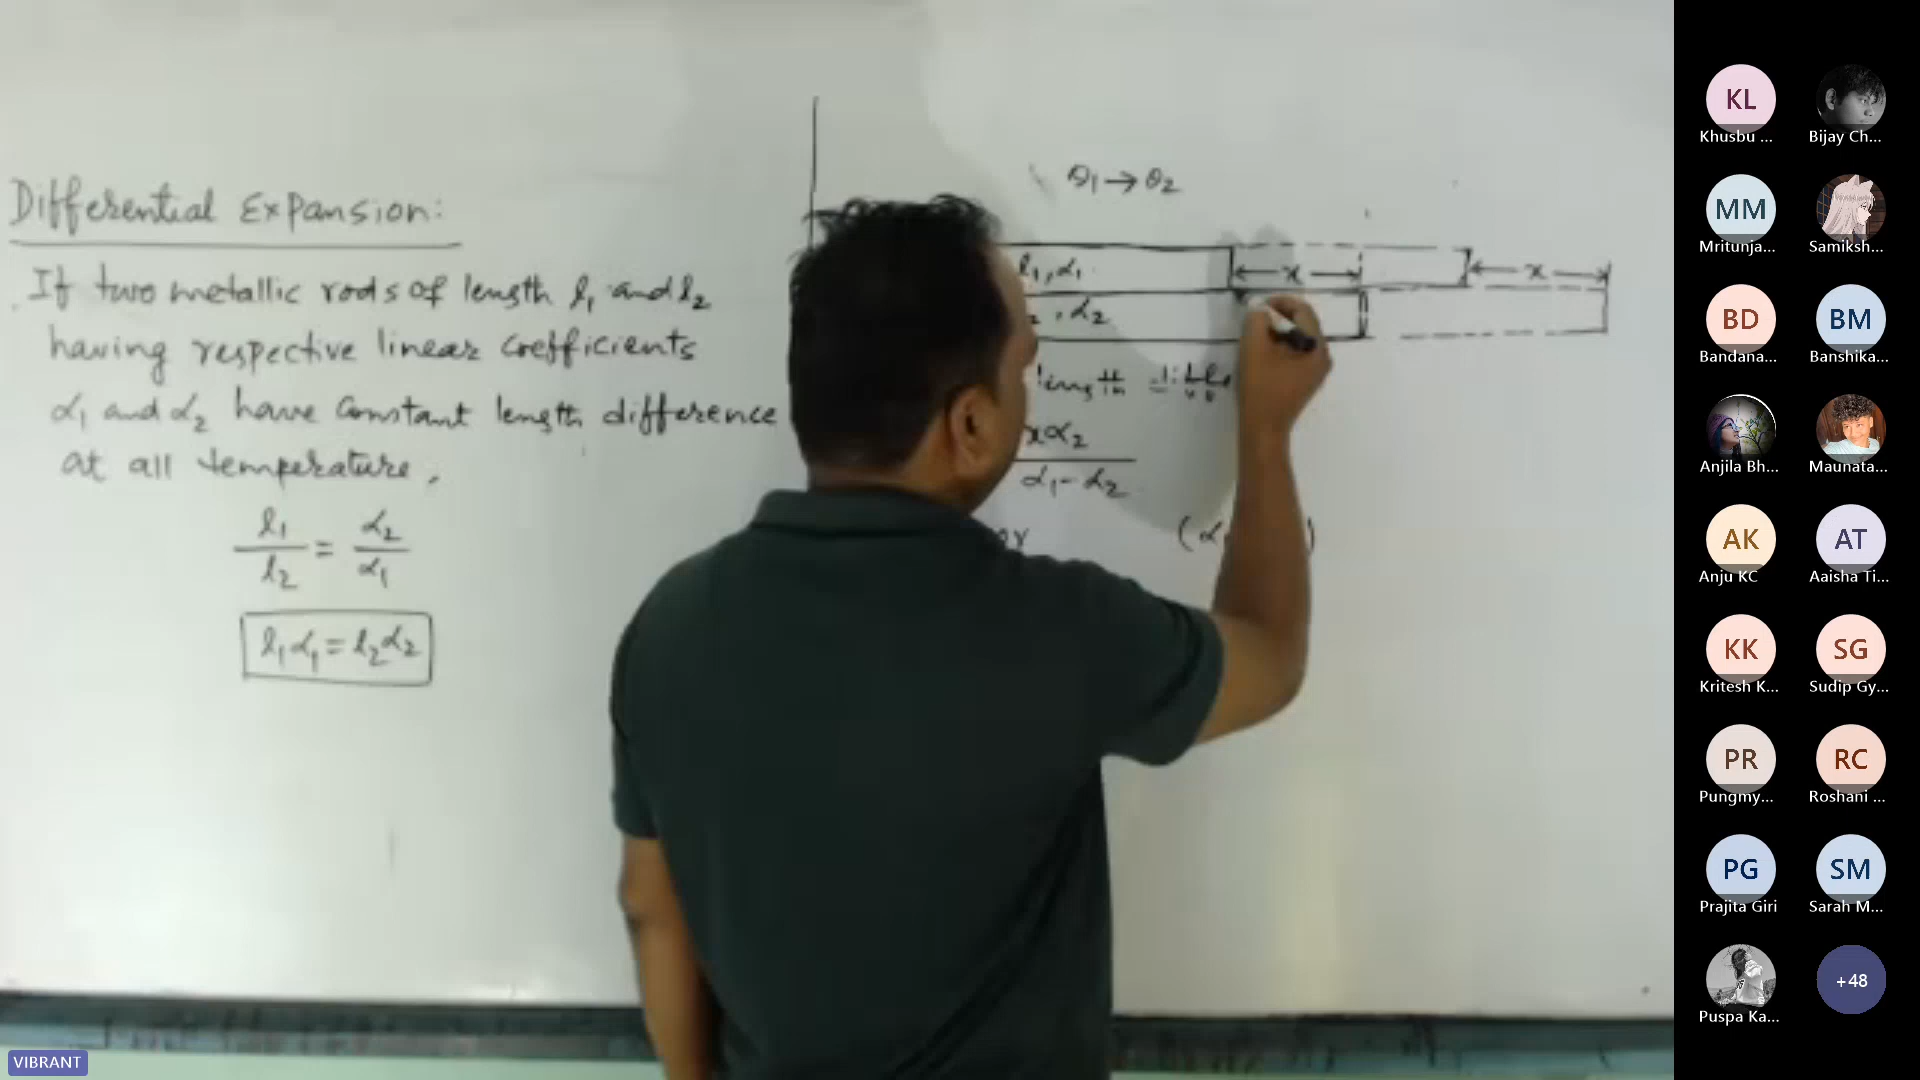 Differential Expansion:
If two metallic rods of length l₁ and l₂
having respective linear coefficients
α₁ and α₂ have constant length difference
at all temperature.
l₁/l₂ = α₂/α₁
l₁α₁ = l₂α₂
θ₁ → θ₂
l₁, α₁
x
x
₂, α₂
xα₂
α₁ - α₂
or
(α )
VIBRANT
KL
Khusbu ...
Bijay Ch...
MM
Mritunja...
Samiksh...
BD
Bandana...
BM
Banshika...
Anjila Bh...
Maunata...
AK
Anju KC
AT
Aaisha Ti...
KK
Kritesh K...
SG
Sudip Gy...
PR
Pungmy...
RC
Roshani ...
PG
Prajita Giri
SM
Sarah M...
Puspa Ka...
+48